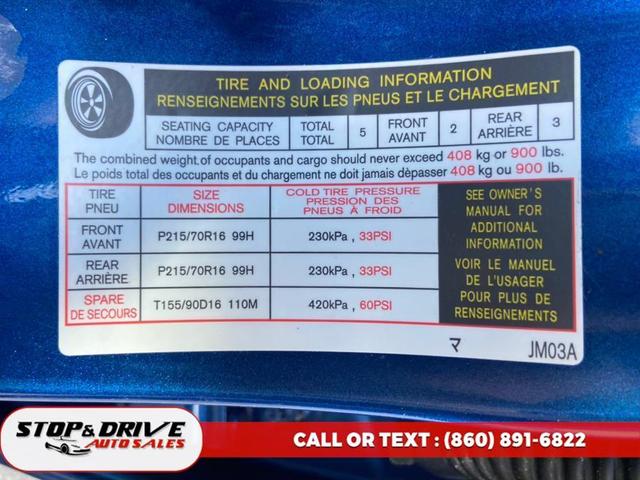 TIRE AND LOADING INFORMATION
RENSEIGNEMENTS SUR LES PNEUS ET LE CHARGEMENT
SEATING CAPACITY TOTAL 5 FRONT 2 REAR 3
NOMBRE DE PLACES TOTAL AVANT ARRIÈRE
The combined weight of occupants and cargo should never exceed 408 kg or 900 lbs.
Le poids total des occupants et du chargement ne doit jamais dèpasser 408 kg ou 900 lb.
TIRE SIZE COLD TIRE PRESSURE
PNEU DIMENSIONS PRESSION DES
PNEUS À FROID
FRONT
AVANT P215/70R16 99H 230kPa , 33PSI
REAR
ARRIÈRE P215/70R16 99H 230kPa , 33PSI
SPARE
DE SECOURS T155/90D16 110M 420kPa , 60PSI
SEE OWNER'S
MANUAL FOR
ADDITIONAL
INFORMATION
VOIR LE MANUEL
DE L'USAGER
POUR PLUS DE
RENSEIGNEMENTS
マ JM03A
STOP & DRIVE
AUTO SALES
CALL OR TEXT : (860) 891-6822